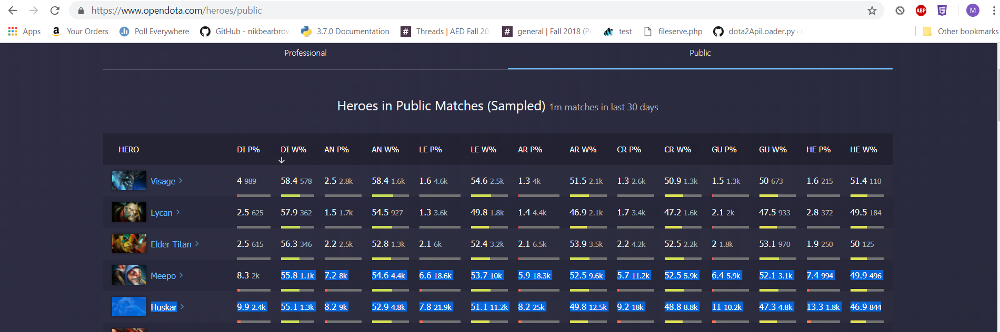 https://www.opendota.com/heroes/public
ABP
5
M
Apps Your Orders Poll Everywhere GitHub - nikbearbrow 3.7.0 Documentation # Threads | AED Fall 20 # general | Fall 2018 (Pr test fileserve.php dota2ApiLoader.py · Other bookmarks
Professional Public
Heroes in Public Matches (Sampled) 1m matches in last 30 days
HERO DI P% DI W% AN P% AN W% LE P% LE W% AR P% AR W% CR P% CR W% GU P% GU W% HE P% HE W%
Visage 4 989 58.4 578 2.5 2.8k 58.4 1.6k 1.6 4.6k 54.6 2.5k 1.3 4k 51.5 2.1k 1.3 2.6k 50.9 1.3k 1.5 1.3k 50 673 1.6 215 51.4 110
Lycan 2.5 625 57.9 362 1.5 1.7k 54.5 927 1.3 3.6k 49.8 1.8k 1.4 4.4k 46.9 2.1k 1.7 3.4k 47.2 1.6k 2.1 2k 47.5 933 2.8 372 49.5 184
Elder Titan 2.5 615 56.3 346 2.2 2.5k 52.8 1.3k 2.1 6k 52.4 3.2k 2.1 6.5k 53.9 3.5k 2.2 4.2k 52.5 2.2k 2 1.8k 53.1 970 1.9 250 50 125
Meepo 8.3 2k 55.8 1.1k 7.2 8k 54.6 4.4k 6.6 18.6k 53.7 10k 5.9 18.3k 52.5 9.6k 5.7 11.2k 52.5 5.9k 6.4 5.9k 52.1 3.1k 7.4 994 49.9 496
Huskar 9.9 2.4k 55.1 1.3k 8.2 9k 52.9 4.8k 7.8 21.9k 51.1 11.2k 8.2 25k 49.8 12.5k 9.2 18k 48.8 8.8k 11 10.2k 47.3 4.8k 13.3 1.8k 46.9 844